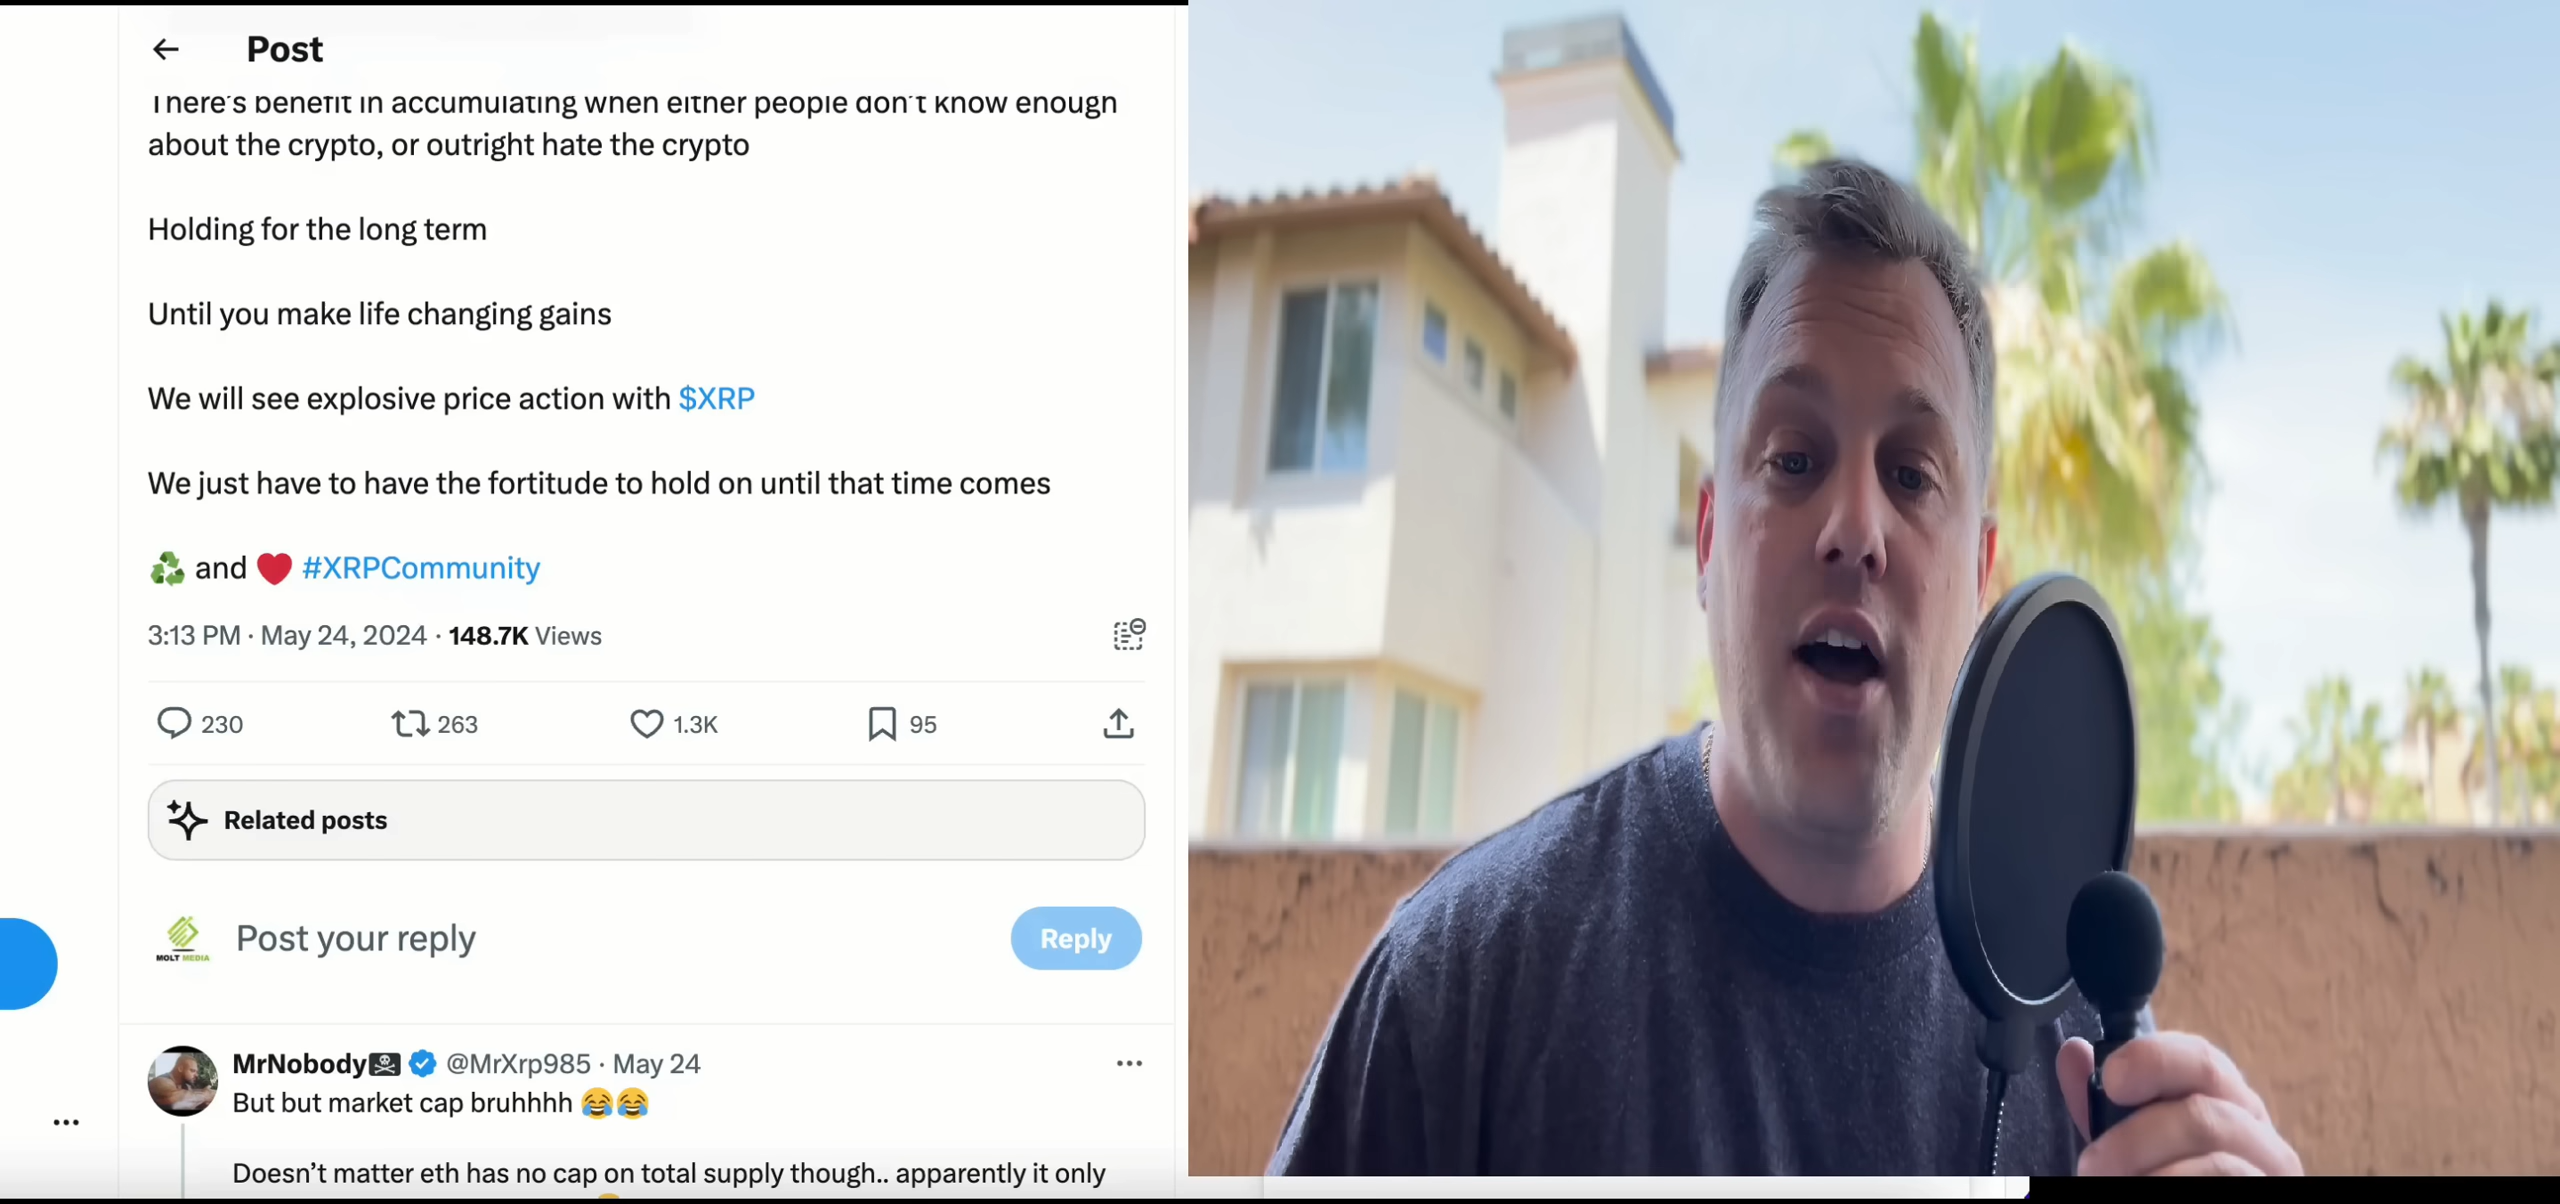 Post
There's benefit in accumulating when either people don't know enough
about the crypto, or outright hate the crypto
Holding for the long term
Until you make life changing gains
We will see explosive price action with $XRP
We just have to have the fortitude to hold on until that time comes
♻️ and ❤️ #XRPCommunity
3:13 PM · May 24, 2024 · 148.7K Views
230 263 1.3K 95
Related posts
MOLT MEDIA
Post your reply
Reply
MrNobody🏴‍☠️ @MrXrp985 · May 24
But but market cap bruhhhh 😂😂
Doesn't matter eth has no cap on total supply though.. apparently it only